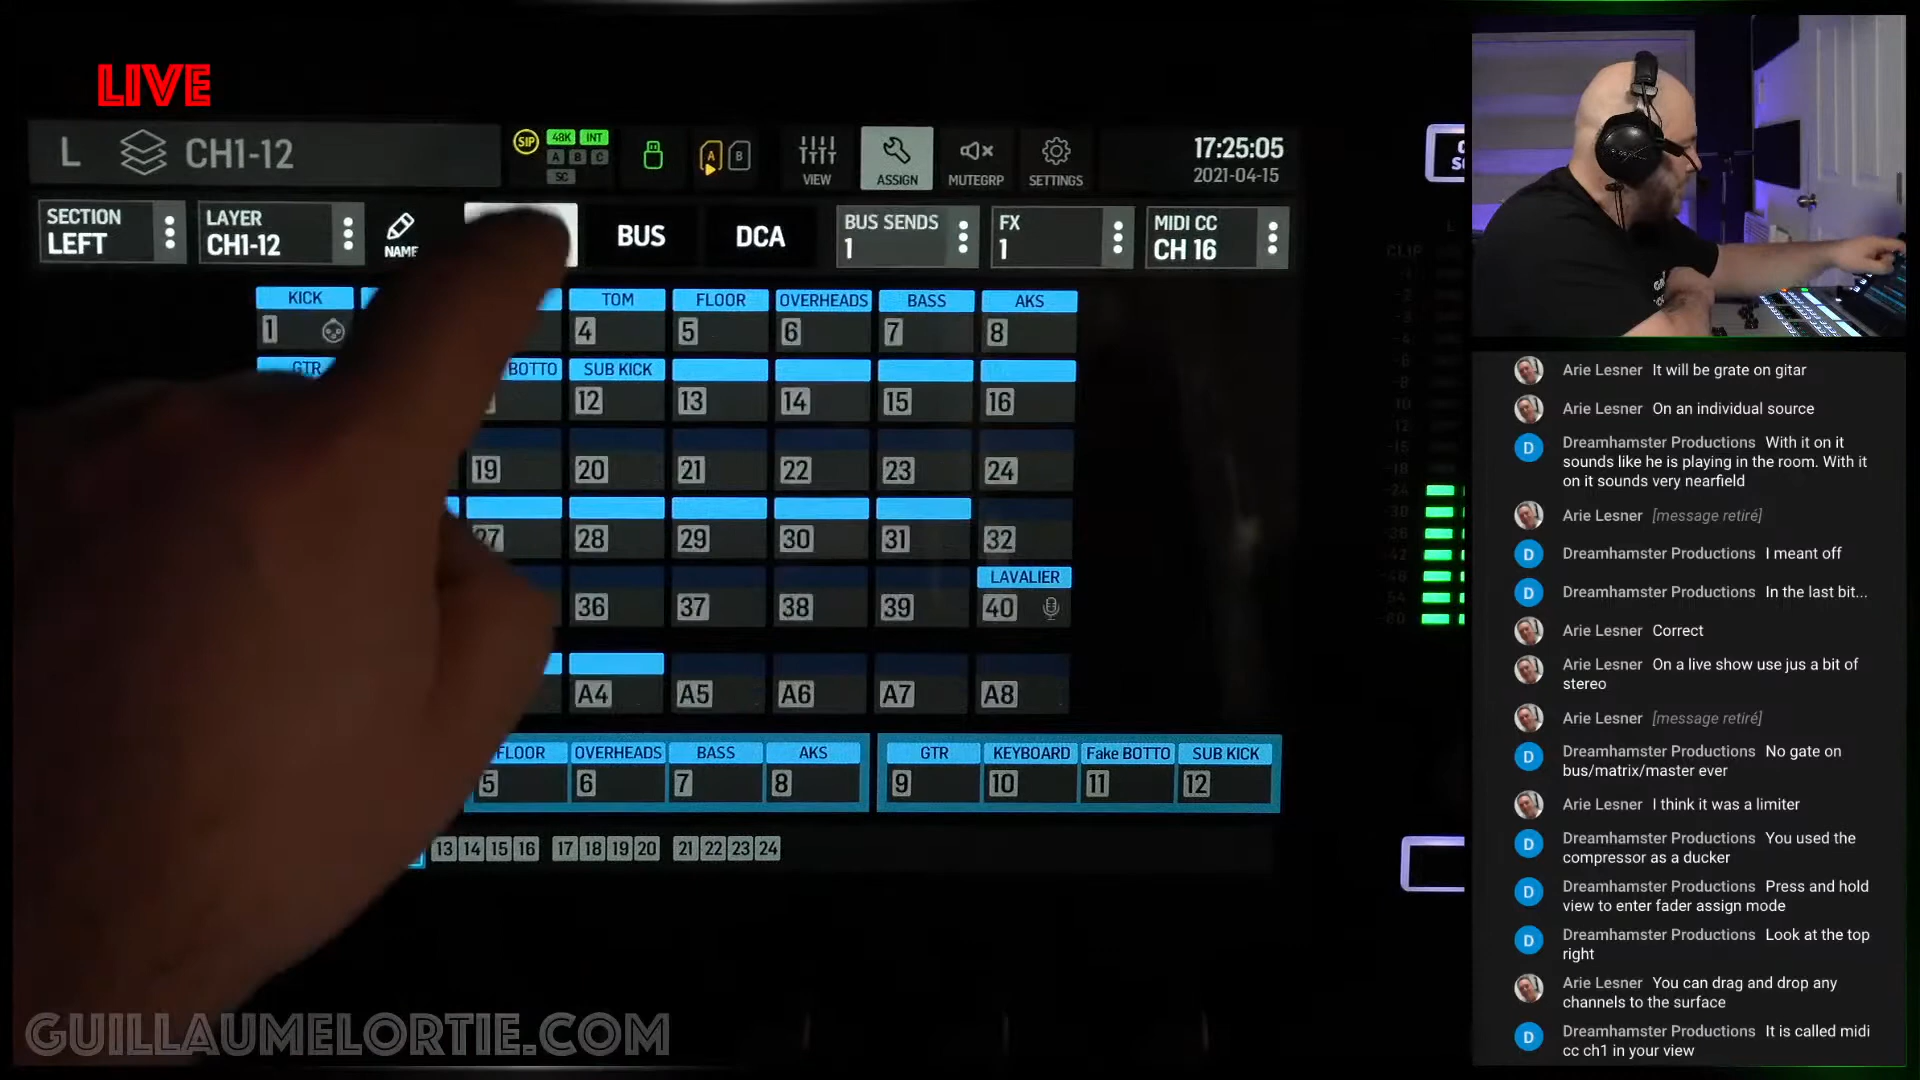 LIVE
L CH1-12
SIP 48K INT
A B C
SC
A B
VIEW ASSIGN MUTEGRP SETTINGS
17:25:05
2021-04-15
SECTION
LEFT
LAYER
CH1-12
NAME
BUS
DCA
BUS SENDS
1
FX
1
MIDI CC
CH 16
KICK TOM FLOOR OVERHEADS BASS AKS
1 4 5 6 7 8
GTR BOTTO SUB KICK
12 13 14 15 16
19 20 21 22 23 24
27 28 29 30 31 32
LAVALIER
36 37 38 39 40
A4 A5 A6 A7 A8
FLOOR OVERHEADS BASS AKS GTR KEYBOARD Fake BOTTO SUB KICK
5 6 7 8 9 10 11 12
13 14 15 16 17 18 19 20 21 22 23 24
GUILLAUMELORTIE.COM
CLIP
Arie Lesner It will be grate on gitar
Arie Lesner On an individual source
Dreamhamster Productions With it on it
sounds like he is playing in the room. With it
on it sounds very nearfield
Arie Lesner [message retiré]
Dreamhamster Productions I meant off
Dreamhamster Productions In the last bit...
Arie Lesner Correct
Arie Lesner On a live show use jus a bit of
stereo
Arie Lesner [message retiré]
Dreamhamster Productions No gate on
bus/matrix/master ever
Arie Lesner I think it was a limiter
Dreamhamster Productions You used the
compressor as a ducker
Dreamhamster Productions Press and hold
view to enter fader assign mode
Dreamhamster Productions Look at the top
right
Arie Lesner You can drag and drop any
channels to the surface
Dreamhamster Productions It is called midi
cc ch1 in your view